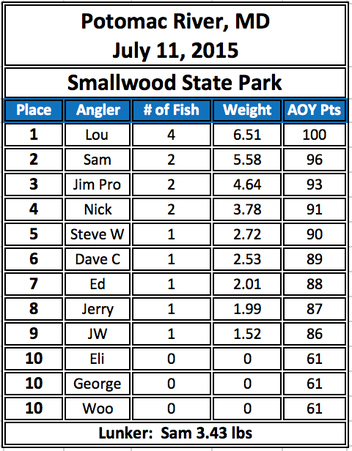 Potomac River, MD
July 11, 2015
Smallwood State Park
Place Angler # of Fish Weight AOY Pts
1 Lou 4 6.51 100
2 Sam 2 5.58 96
3 Jim Pro 2 4.64 93
4 Nick 2 3.78 91
5 Steve W 1 2.72 90
6 Dave C 1 2.53 89
7 Ed 1 2.01 88
8 Jerry 1 1.99 87
9 JW 1 1.52 86
10 Eli 0 0 61
10 George 0 0 61
10 Woo 0 0 61
Lunker: Sam 3.43 lbs